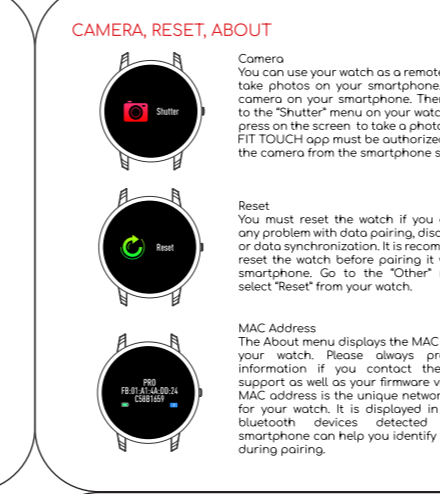 CAMERA, RESET, ABOUT
Camera
You can use your watch as a remote
take photos on your smartphone.
camera on your smartphone. Then
to the “Shutter” menu on your watc
press on the screen to take a photo
FIT TOUCH app must be authorized
the camera from the smartphone s
Shutter
Reset
You must reset the watch if you
any problem with data pairing, disc
or data synchronization. It is recom
reset the watch before pairing it
smartphone. Go to the “Other”
select “Reset” from your watch.
Reset
MAC Address
The About menu displays the MAC
your watch. Please always pr
information if you contact the
support as well as your firmware v
MAC address is the unique networ
for your watch. It is displayed in
bluetooth devices detected
smartphone can help you identify
during pairing.
PRO
FB:01:A1:4A:DD:24
C58B1659